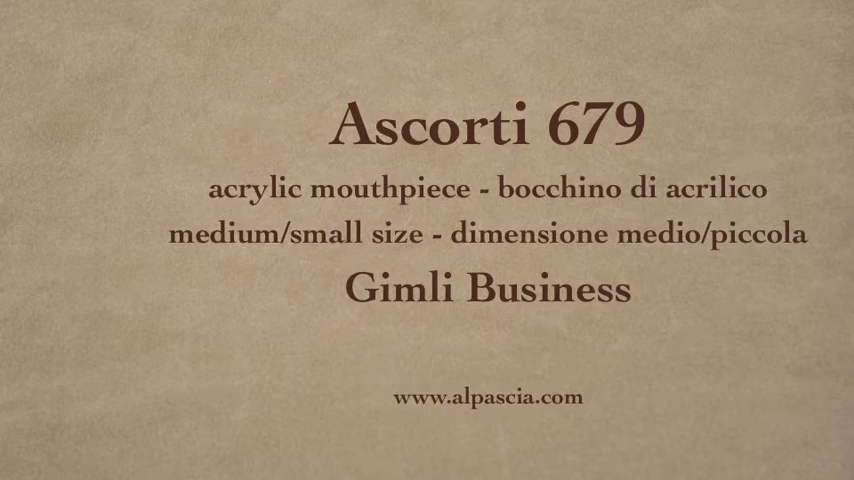 Ascorti 679
acrylic mouthpiece - bocchino di acrilico
medium/small size - dimensione medio/piccola
Gimli Business
www.alpascia.com